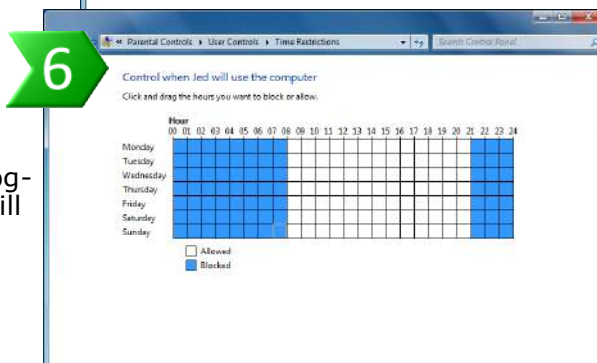 « Parental Controls ▸ User Controls ▸ Time Restrictions
Search Control Panel
6
Control when Jed will use the computer
Click and drag the hours you want to block or allow.
Hour
00 01 02 03 04 05 06 07 08 09 10 11 12 13 14 15 16 17 18 19 20 21 22 23 24
Monday
Tuesday
og-
Wednesday
Thursday
ill
Friday
Saturday
Sunday
Allowed
Blocked